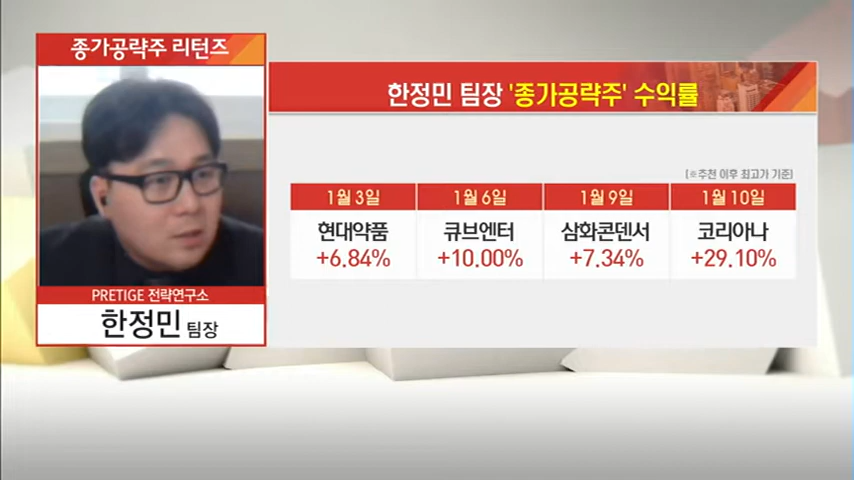 종가공략주 리턴즈
PRETIGE 전략연구소
한정민 팀장
한정민 팀장 '종가공략주' 수익률
[※추천 이후 최고가 기준]
1월 3일 1월 6일 1월 9일 1월 10일
현대약품 큐브엔터 삼화콘덴서 코리아나
+6.84% +10.00% +7.34% +29.10%